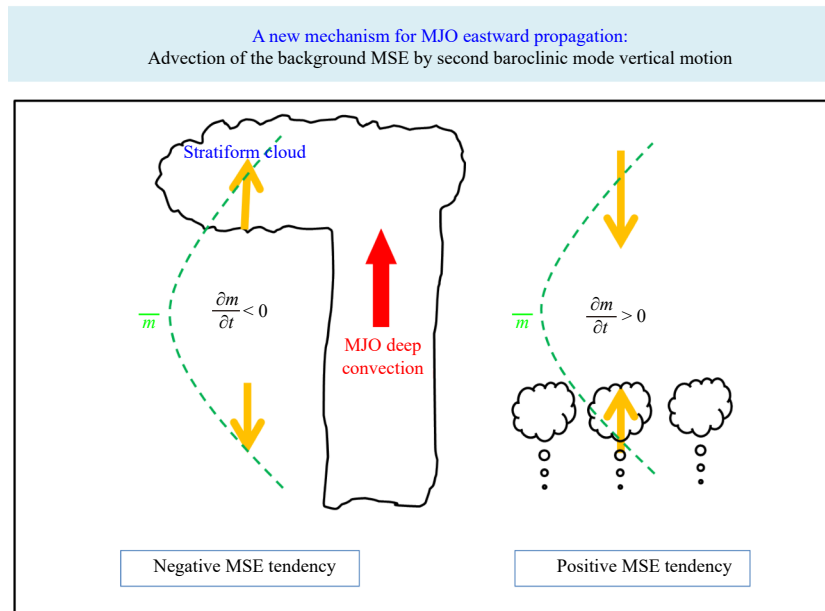 A new mechanism for MJO eastward propagation:
Advection of the background MSE by second baroclinic mode vertical motion
Stratiform cloud
m̅
∂m/∂t < 0
MJO deep
convection
m̅
∂m/∂t > 0
Negative MSE tendency
Positive MSE tendency